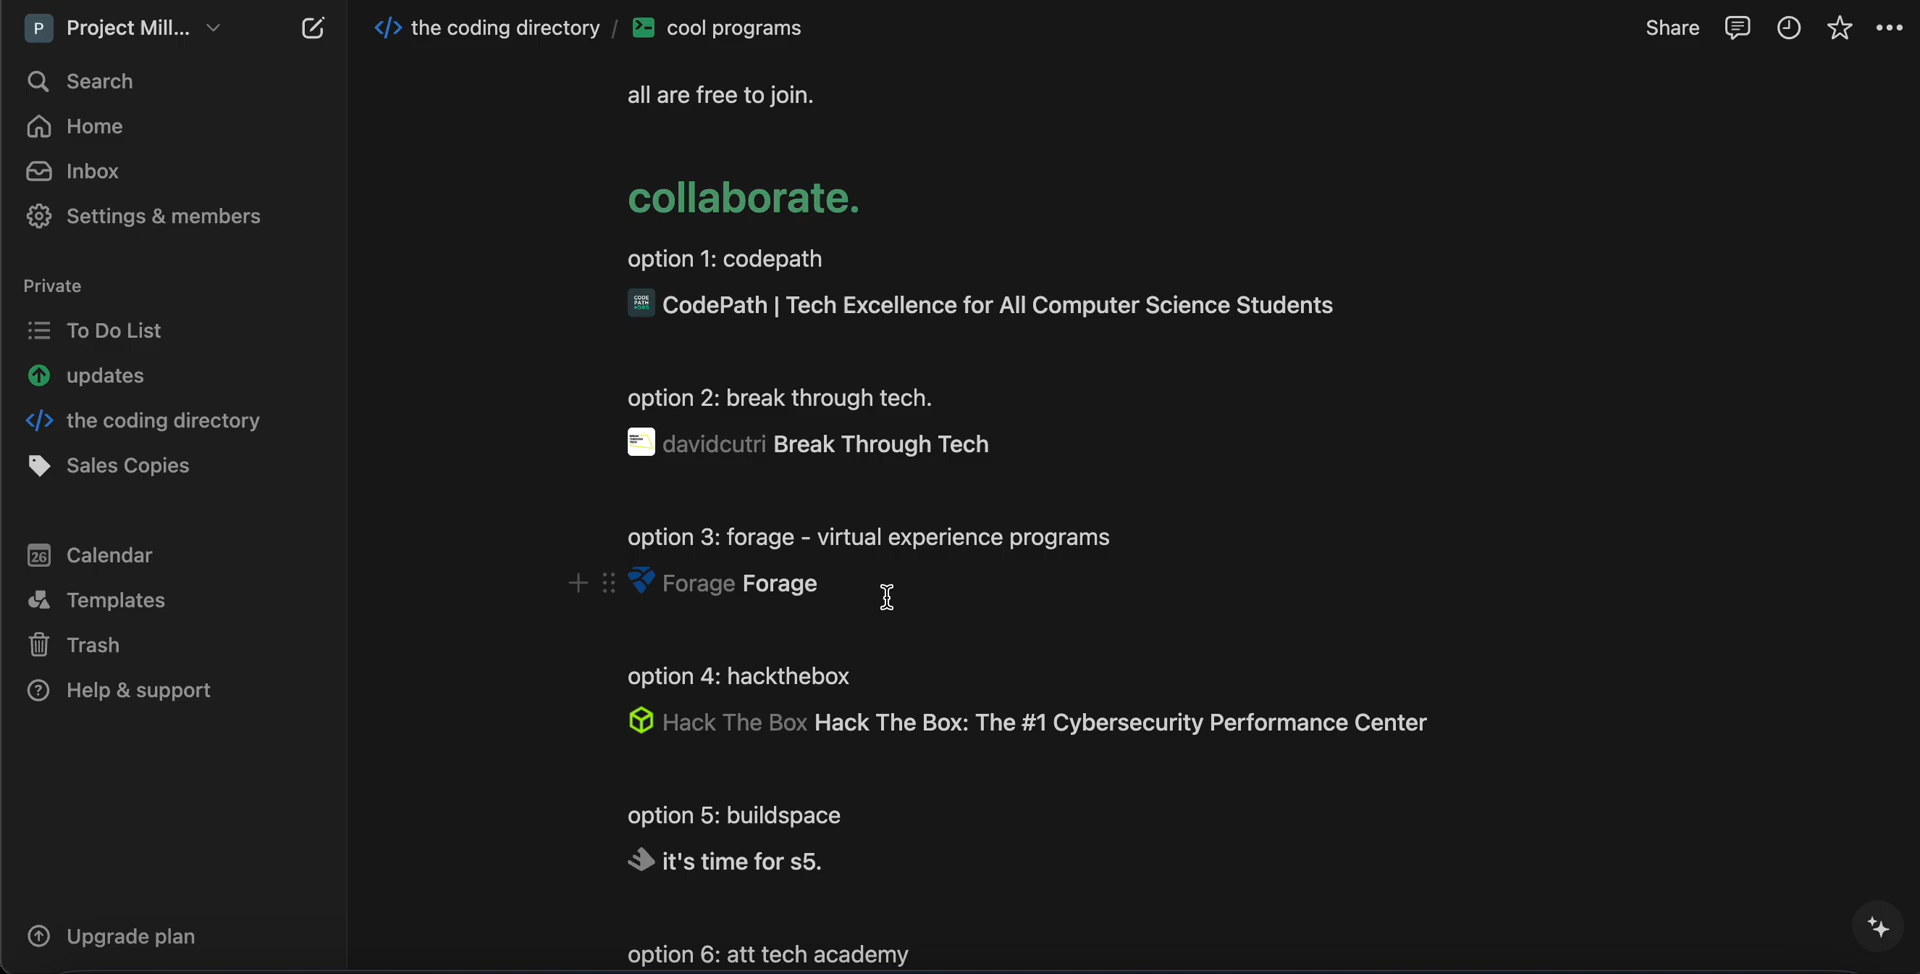 P Project Mill...
Search
Home
Inbox
Settings & members
Private
To Do List
updates
</> the coding directory
Sales Copies
26 Calendar
Templates
Trash
Help & support
Upgrade plan
</> the coding directory / cool programs
Share
all are free to join.
collaborate.
option 1: codepath
CODE PATH *ORG CodePath | Tech Excellence for All Computer Science Students
option 2: break through tech.
davidcutri Break Through Tech
option 3: forage - virtual experience programs
Forage Forage
option 4: hackthebox
Hack The Box Hack The Box: The #1 Cybersecurity Performance Center
option 5: buildspace
it's time for s5.
option 6: att tech academy